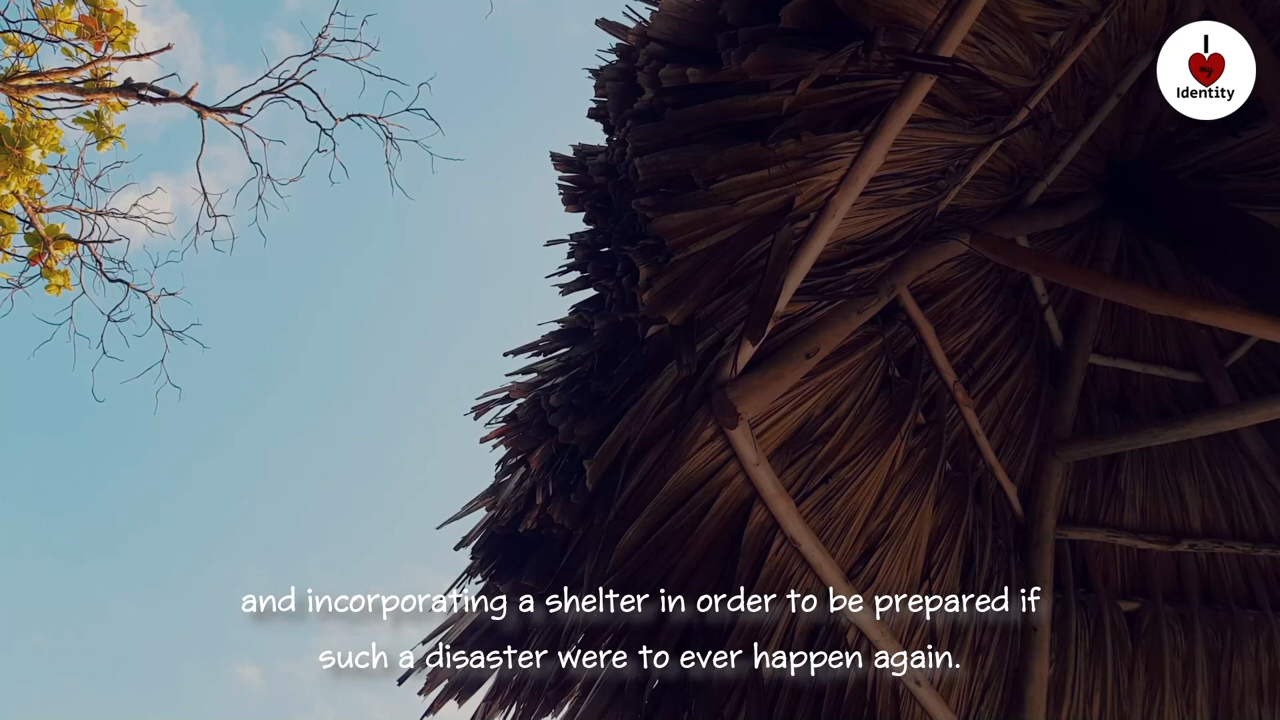 I
my
Identity
and incorporating a shelter in order to be prepared if
such a disaster were to ever happen again.